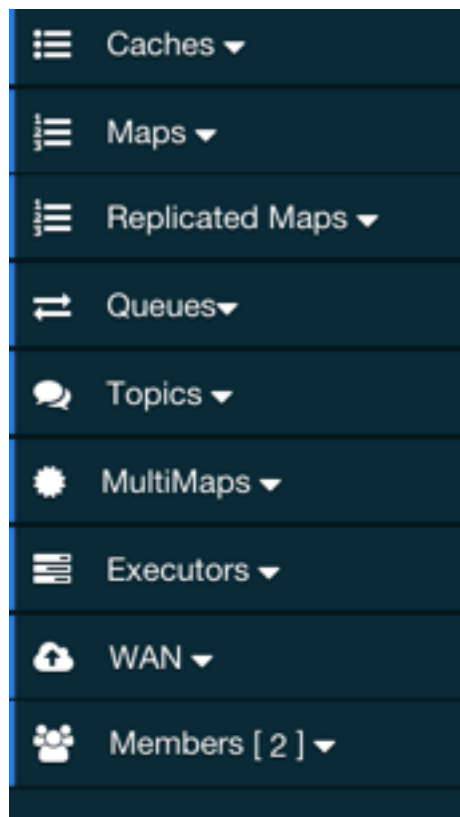 Caches
Maps
Replicated Maps
Queues
Topics
MultiMaps
Executors
WAN
Members [ 2 ]